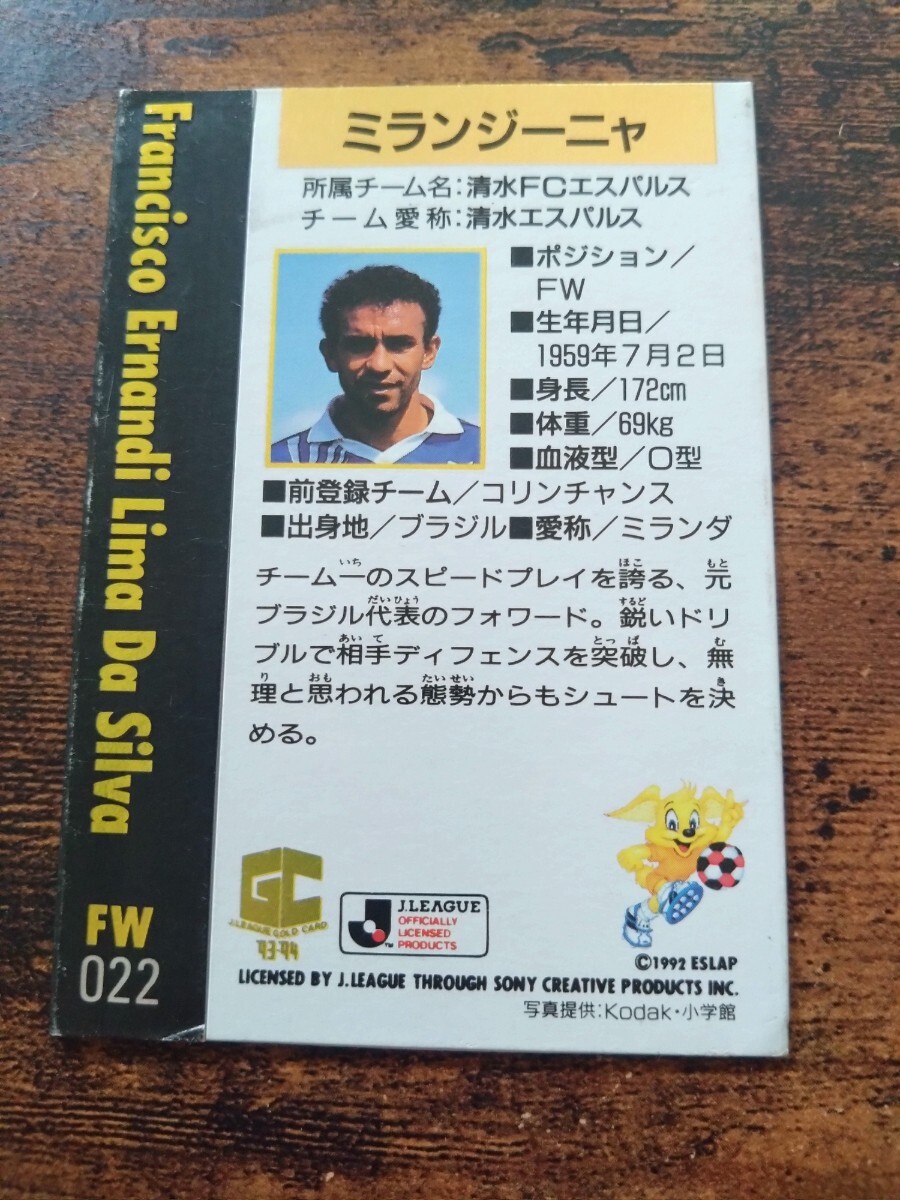 Francisco Ernandi Lima Da Silva
FW
022
ミランジーニャ
所属チーム名:清水FCエスパルス
チーム愛称:清水エスパルス
■ポジション/
FW
■生年月日/
1959年7月2日
■身長/172cm
■体重/69kg
■血液型/O型
■前登録チーム/コリンチャンス
■出身地/ブラジル■愛称/ミランダ
チーム一のスピードプレイを誇る、元
ブラジル代表のフォワード。鋭いドリ
ブルで相手ディフェンスを突破し、無
理と思われる態勢からもシュートを決
める。
GC
J.LEAGUE GOLD CARD
'93-'94
J.LEAGUE
OFFICIALLY
LICENSED
PRODUCTS
TM
©1992 ESLAP
LICENSED BY J.LEAGUE THROUGH SONY CREATIVE PRODUCTS INC.
写真提供:Kodak・小学館